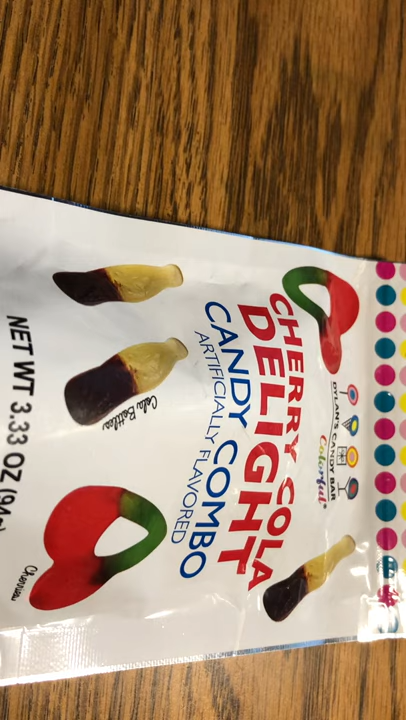 DYLAN'S CANDY BAR
Colorful
CHERRY COLA
DELIGHT
CANDY COMBO
ARTIFICIALLY FLAVORED
Cola Bottles
Cherries
NET WT 3.33 OZ (94g)